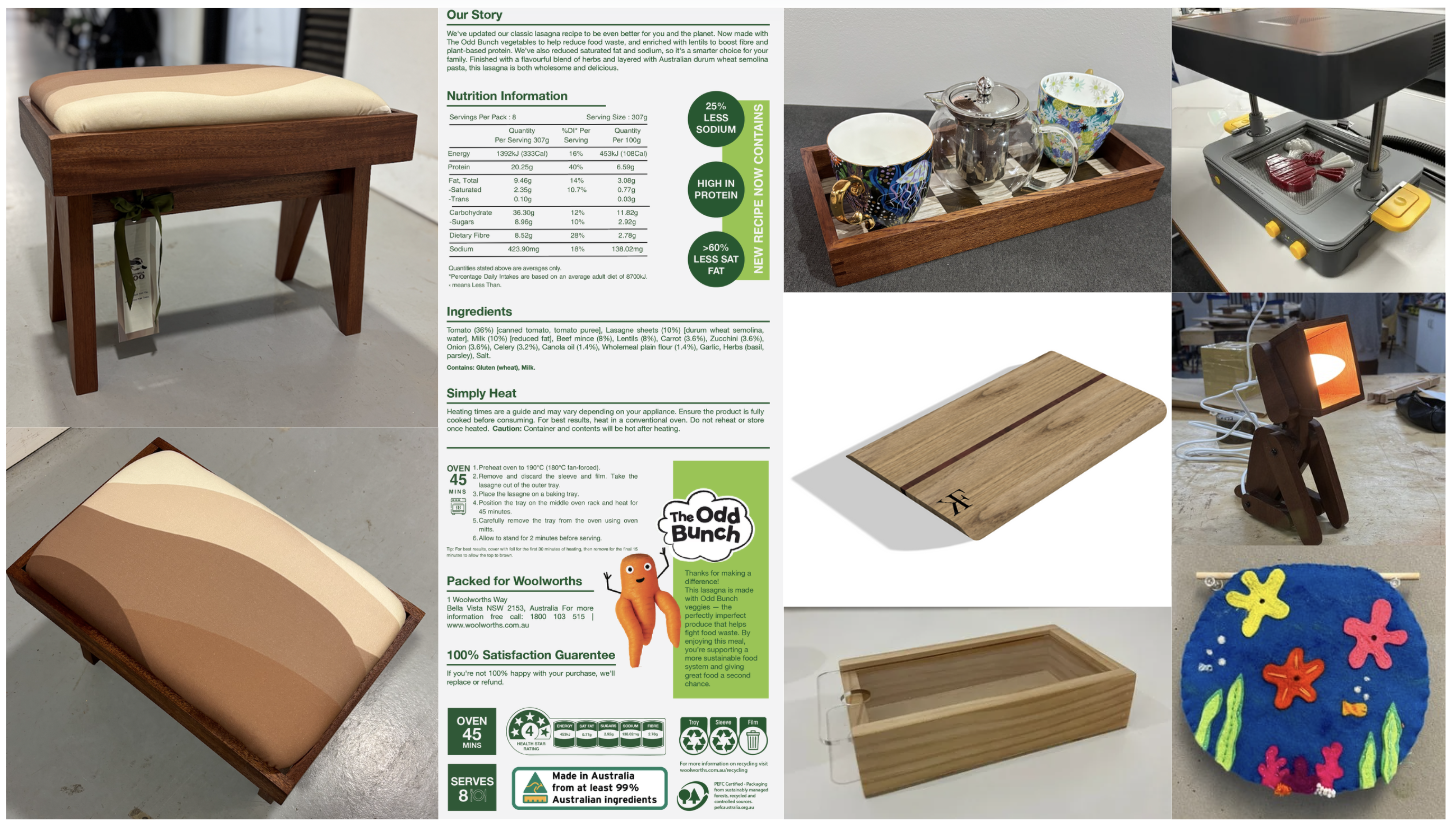 Our Story
We've updated our classic lasagna recipe to be even better for you and the planet. Now made with
The Odd Bunch vegetables to help reduce food waste, and enriched with lentils to boost fibre and
plant-based protein. We've also reduced saturated fat and sodium, so it's a smarter choice for your
family. Finished with a flavourful blend of herbs and layered with Australian durum wheat semolina
pasta, this lasagna is both wholesome and delicious.
Nutrition Information
Servings Per Pack : 8 Serving Size : 307g
Quantity %DI* Per Quantity
Per Serving 307g Serving Per 100g
Energy 1392kJ (333Cal) 16% 453kJ (108Cal)
Protein 20.25g 40% 6.59g
Fat, Total 9.46g 14% 3.08g
-Saturated 2.35g 10.7% 0.77g
-Trans 0.10g 0.03g
Carbohydrate 36.30g 12% 11.82g
-Sugars 8.96g 10% 2.92g
Dietary Fibre 8.52g 28% 2.78g
Sodium 423.90mg 18% 138.02mg
Quantities stated above are averages only.
*Percentage Daily Intakes are based on an average adult diet of 8700kJ.
‹ means Less Than.
25%
LESS
SODIUM
HIGH IN
PROTEIN
>60%
LESS SAT
FAT
NEW RECIPE NOW CONTAINS
Ingredients
Tomato (36%) [canned tomato, tomato puree], Lasagne sheets (10%) [durum wheat semolina,
water], Milk (10%) [reduced fat], Beef mince (8%), Lentils (8%), Carrot (3.6%), Zucchini (3.6%),
Onion (3.6%), Celery (3.2%), Canola oil (1.4%), Wholemeal plain flour (1.4%), Garlic, Herbs (basil,
parsley), Salt.
Contains: Gluten (wheat), Milk.
Simply Heat
Heating times are a guide and may vary depending on your appliance. Ensure the product is fully
cooked before consuming. For best results, heat in a conventional oven. Do not reheat or store
once heated. Caution: Container and contents will be hot after heating.
OVEN
45
MINS
1. Preheat oven to 190°C (180°C fan-forced).
2. Remove and discard the sleeve and film. Take the
lasagne out of the outer tray.
3. Place the lasagne on a baking tray.
4. Position the tray on the middle oven rack and heat for
45 minutes.
5. Carefully remove the tray from the oven using oven
mitts.
6. Allow to stand for 2 minutes before serving.
Tip: For best results, cover with foil for the first 30 minutes of heating, then remove for the final 15
minutes to allow the top to brown.
The Odd
Bunch
Thanks for making a
difference!
This lasagna is made
with Odd Bunch
veggies — the
perfectly imperfect
produce that helps
fight food waste. By
enjoying this meal,
you're supporting a
more sustainable food
system and giving
great food a second
chance.
Packed for Woolworths
1 Woolworths Way
Bella Vista NSW 2153, Australia For more
information free call: 1800 103 515 |
www.woolworths.com.au
100% Satisfaction Guarentee
If you're not 100% happy with your purchase, we'll
replace or refund.
OVEN
45
MINS
4
HEALTH STAR
RATING
ENERGY SAT FAT SUGARS SODIUM FIBRE
Tray Sleeve Film
For more information on recycling visit
woolworths.com.au/recycling
SERVES
8
Made in Australia
from at least 99%
Australian ingredients
PEFC Certified - Packaging
from sustainably managed
forests, recycled and
controlled sources.
pefcaustralia.org.au
KF